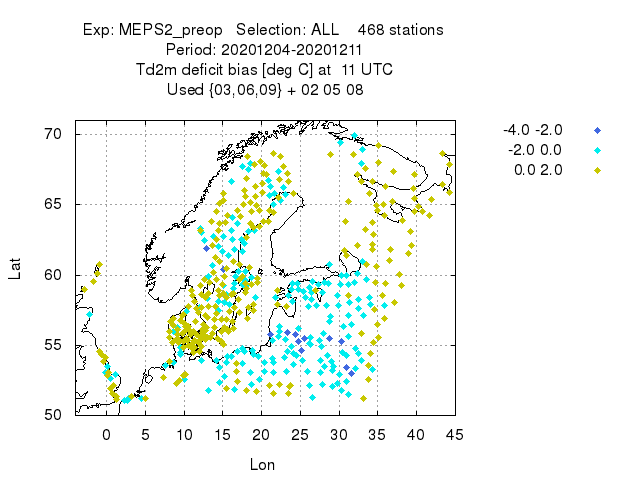 Exp: MEPS2_preop   Selection: ALL    468 stations
Period: 20201204-20201211
Td2m deficit bias [deg C] at  11 UTC
Used {03,06,09} + 02 05 08
-4.0 -2.0
-2.0 0.0
0.0 2.0
70
65
60
55
50
Lat
0 5 10 15 20 25 30 35 40 45
Lon